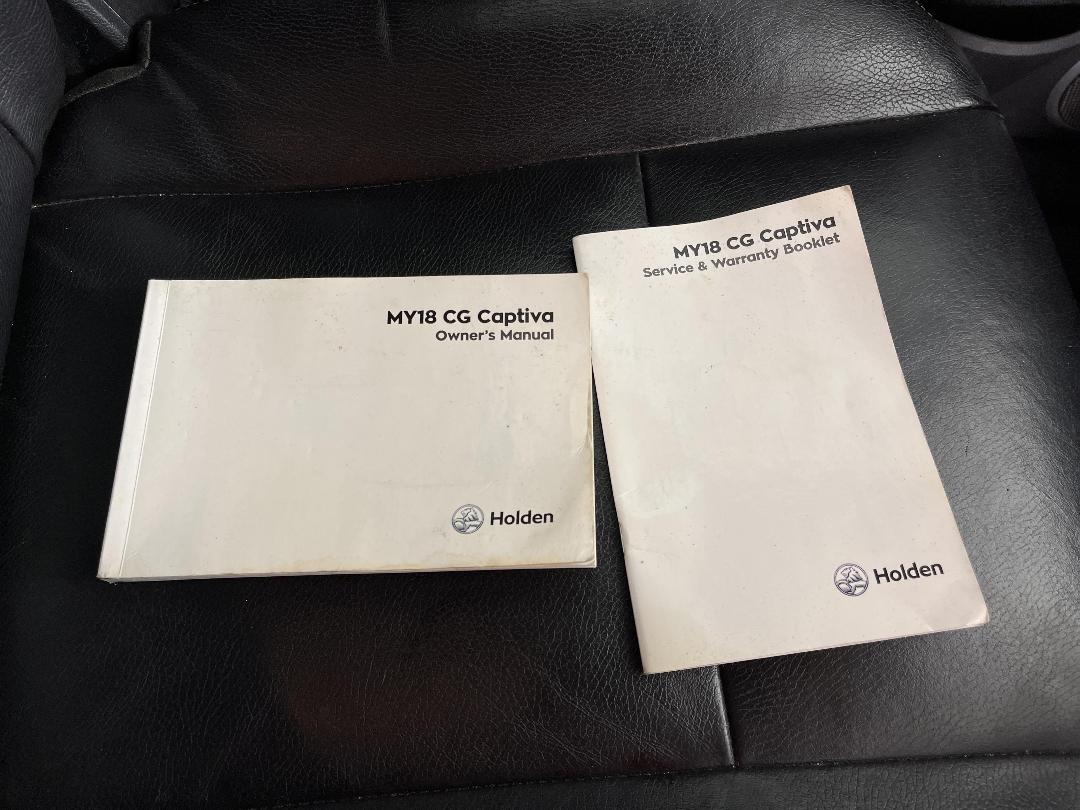 MY18 CG Captiva
Owner's Manual
Holden
MY18 CG Captiva
Service & Warranty Booklet
Holden